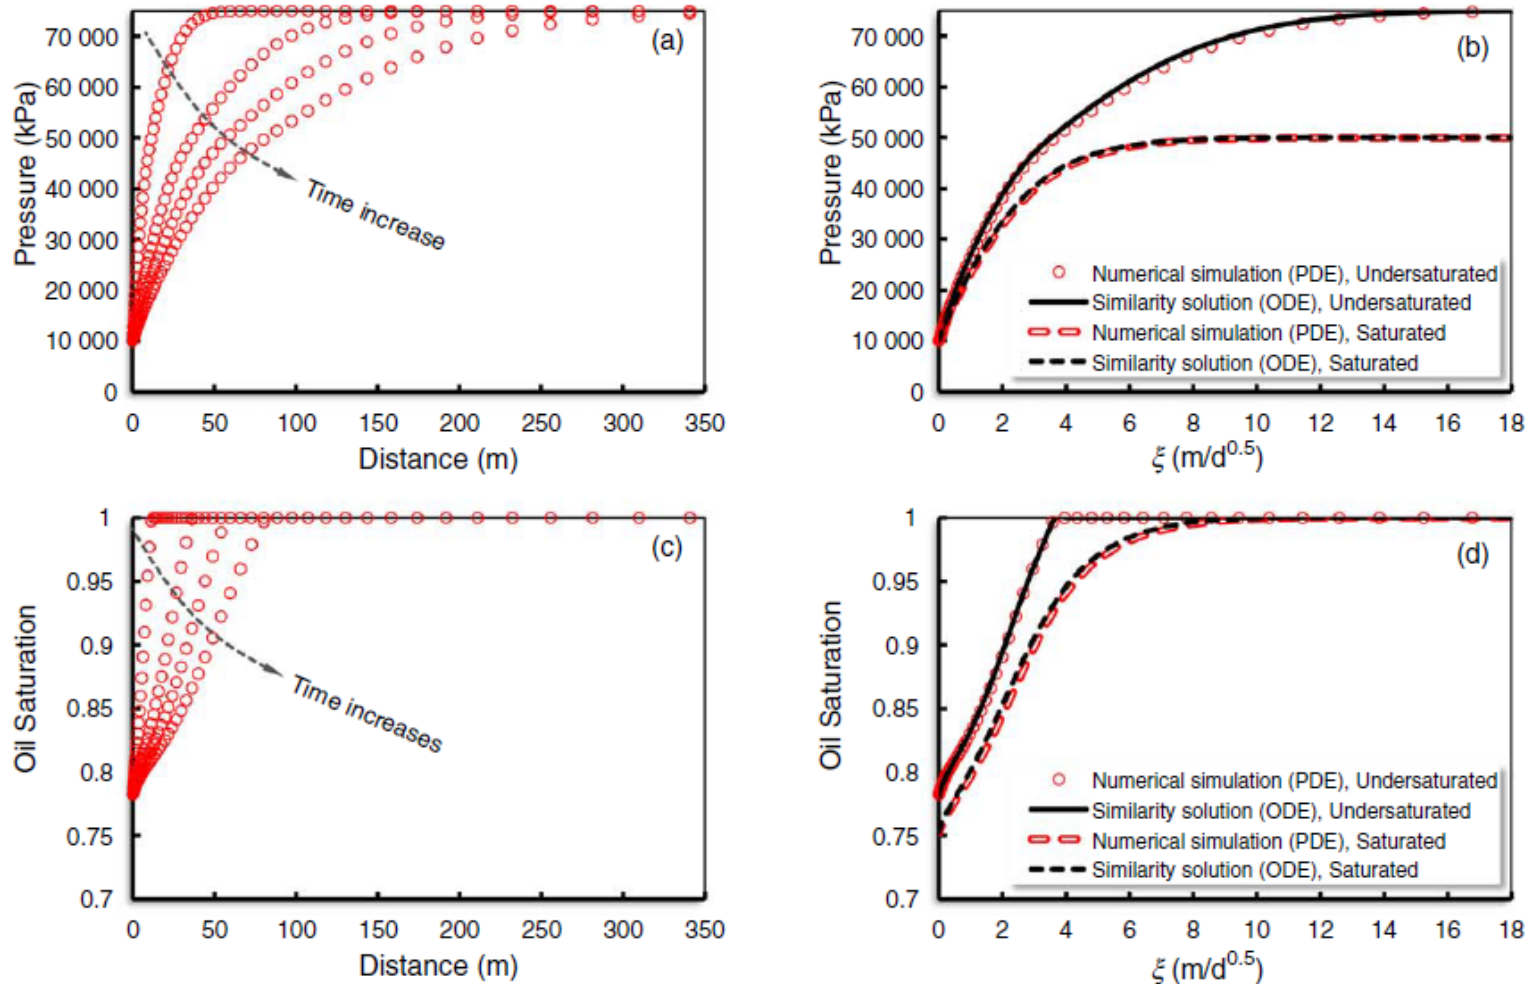 70 000
60 000
50 000
40 000
30 000
20 000
10 000
0
Pressure (kPa)
(a)
Time increase
0 50 100 150 200 250 300 350
Distance (m)
70 000
60 000
50 000
40 000
30 000
20 000
10 000
0
Pressure (kPa)
(b)
Numerical simulation (PDE), Undersaturated
Similarity solution (ODE), Undersaturated
Numerical simulation (PDE), Saturated
Similarity solution (ODE), Saturated
0 2 4 6 8 10 12 14 16 18
ξ (m/d^0.5)
1
0.95
0.9
0.85
0.8
0.75
0.7
Oil Saturation
(c)
Time increases
0 50 100 150 200 250 300 350
Distance (m)
1
0.95
0.9
0.85
0.8
0.75
0.7
Oil Saturation
(d)
Numerical simulation (PDE), Undersaturated
Similarity solution (ODE), Undersaturated
Numerical simulation (PDE), Saturated
Similarity solution (ODE), Saturated
0 2 4 6 8 10 12 14 16 18
ξ (m/d^0.5)